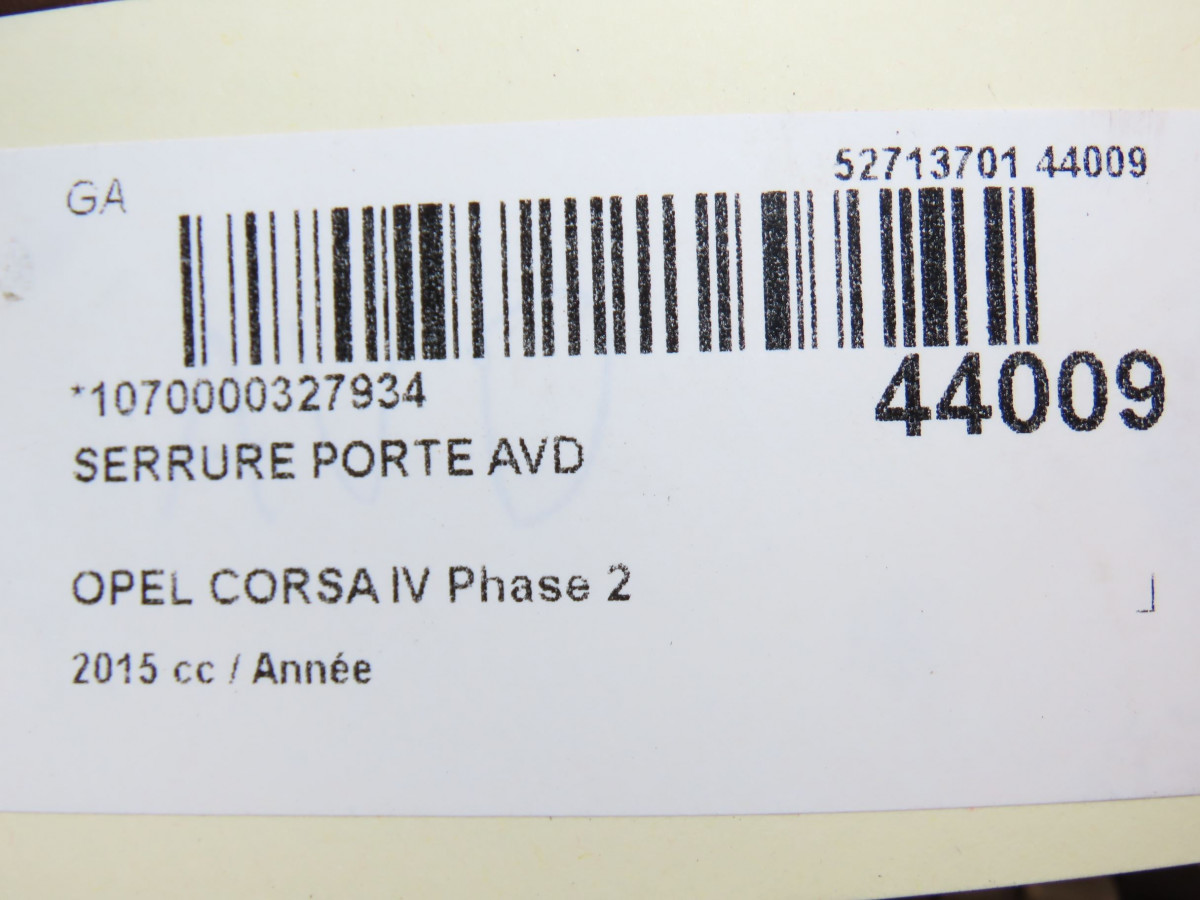 52713701 44009
GA
*1070000327934
44009
SERRURE PORTE AVD
OPEL CORSA IV Phase 2
2015 cc / Année